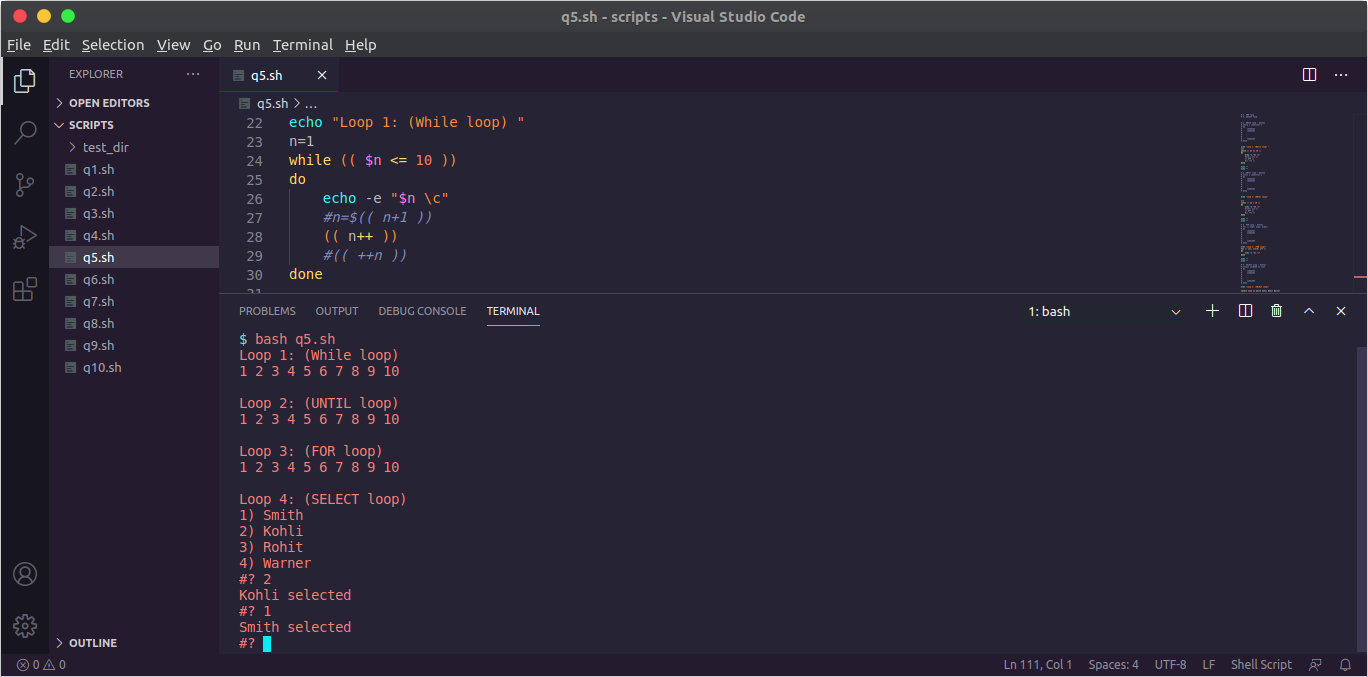 q5.sh - scripts - Visual Studio Code
File Edit Selection View Go Run Terminal Help
EXPLORER ...
OPEN EDITORS
SCRIPTS
test_dir
q1.sh
q2.sh
q3.sh
q4.sh
q5.sh
q6.sh
q7.sh
q8.sh
q9.sh
q10.sh
OUTLINE
q5.sh
q5.sh > ...
22 echo "Loop 1: (While loop) "
23 n=1
24 while (( $n <= 10 ))
25 do
26 echo -e "$n \c"
27 #n=$(( n+1 ))
28 (( n++ ))
29 #(( ++n ))
30 done
PROBLEMS OUTPUT DEBUG CONSOLE TERMINAL 1: bash
$ bash q5.sh
Loop 1: (While loop)
1 2 3 4 5 6 7 8 9 10
Loop 2: (UNTIL loop)
1 2 3 4 5 6 7 8 9 10
Loop 3: (FOR loop)
1 2 3 4 5 6 7 8 9 10
Loop 4: (SELECT loop)
1) Smith
2) Kohli
3) Rohit
4) Warner
#? 2
Kohli selected
#? 1
Smith selected
#?
0 0 Ln 111, Col 1 Spaces: 4 UTF-8 LF Shell Script